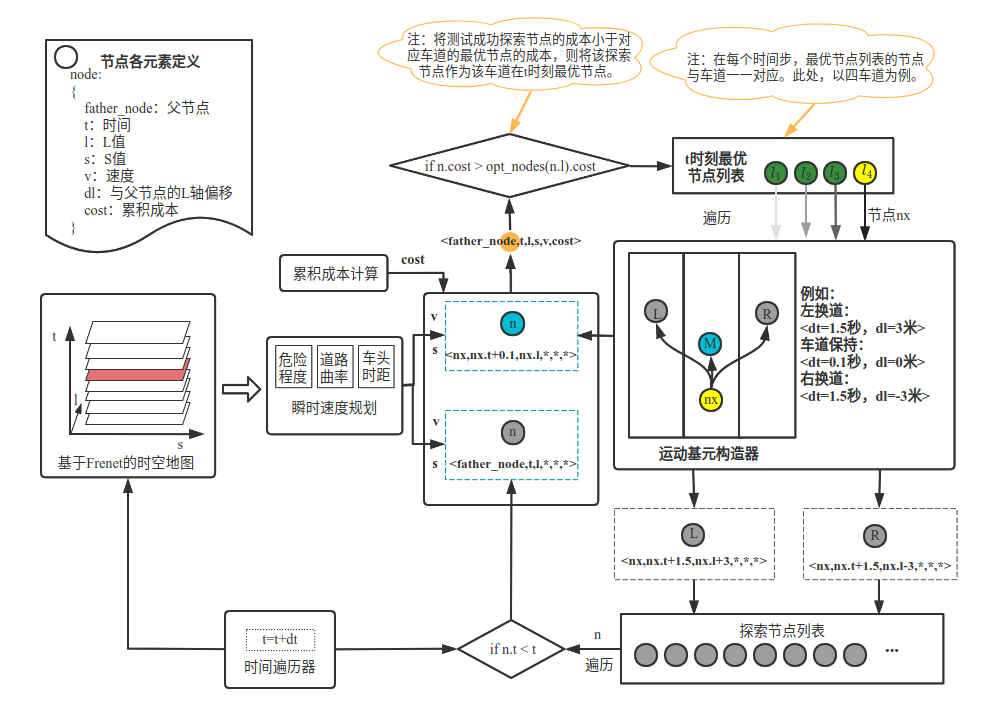 节点各元素定义
node:
{
father_node：父节点
t：时间
l：L值
s：S值
v：速度
dl：与父节点的L轴偏移
cost：累积成本
}
注：将测试成功探索节点的成本小于对
应车道的最优节点的成本，则将该探索
节点作为该车道在t时刻最优节点。
注：在每个时间步，最优节点列表的节点
与车道一一对应。此处，以四车道为例。
if n.cost > opt_nodes(n.l).cost
t时刻最优
节点列表
l1
l2
l3
l4
遍历
节点nx
<father_node,t,l,s,v,cost>
累积成本计算
cost
v
s
n
<nx,nx.t+0.1,nx.l,*,*,*>
v
s
n
<father_node,t,l,*,*,*>
危险
程度
道路
曲率
车头
时距
瞬时速度规划
t
l
s
基于Frenet的时空地图
L
M
R
nx
例如：
左换道：
<dt=1.5秒，dl=3米>
车道保持：
<dt=0.1秒，dl=0米>
右换道：
<dt=1.5秒，dl=-3米>
运动基元构造器
L
<nx,nx.t+1.5,nx.l+3,*,*,*>
R
<nx,nx.t+1.5,nx.l-3,*,*,*>
探索节点列表
...
n
遍历
if n.t < t
t=t+dt
时间遍历器